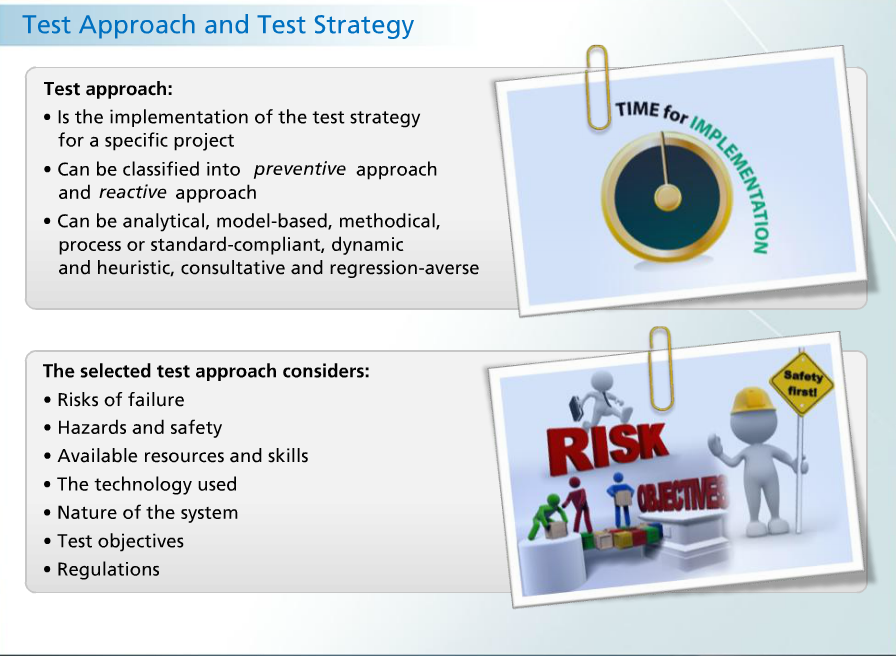 Test Approach and Test Strategy
Test approach:
• Is the implementation of the test strategy
for a specific project
• Can be classified into preventive approach
and reactive approach
• Can be analytical, model-based, methodical,
process or standard-compliant, dynamic
and heuristic, consultative and regression-averse
TIME for IMPLEMENTATION
The selected test approach considers:
• Risks of failure
• Hazards and safety
• Available resources and skills
• The technology used
• Nature of the system
• Test objectives
• Regulations
Safety
first!
RISK
OBJECTIVES